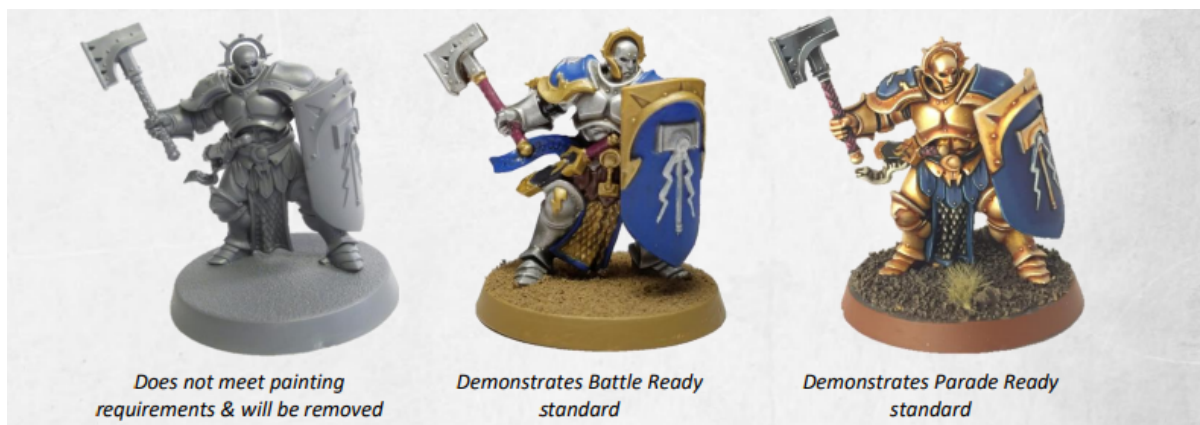 Does not meet painting
requirements & will be removed
Demonstrates Battle Ready
standard
Demonstrates Parade Ready
standard